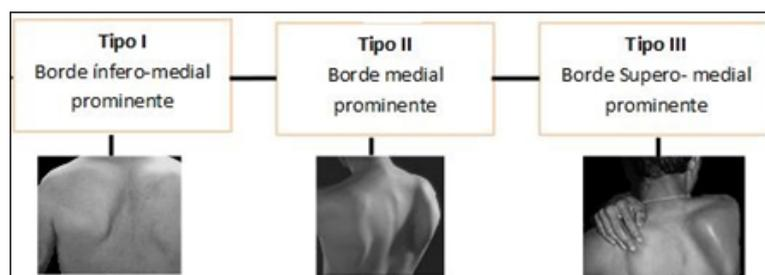 Tipo I
Borde ínfero-medial
prominente
Tipo II
Borde medial
prominente
Tipo III
Borde Supero- medial
prominente